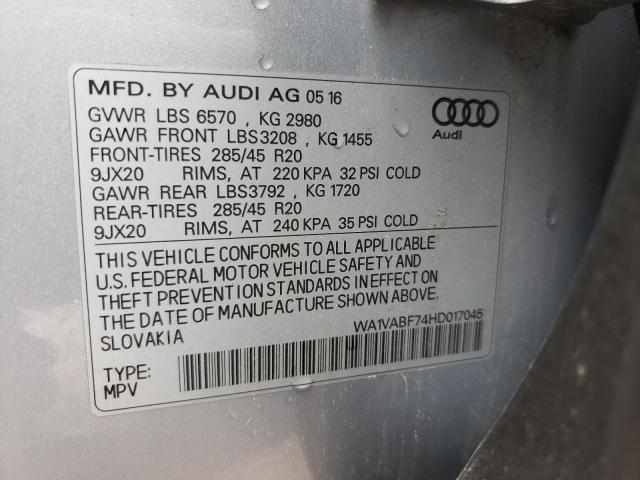 MFD. BY AUDI AG 05 16
GVWR LBS 6570 , KG 2980
GAWR FRONT LBS3208 , KG 1455
FRONT-TIRES 285/45 R20
9JX20 RIMS, AT 220 KPA 32 PSI COLD
GAWR REAR LBS3792 , KG 1720
REAR-TIRES 285/45 R20
9JX20 RIMS, AT 240 KPA 35 PSI COLD
Audi
THIS VEHICLE CONFORMS TO ALL APPLICABLE
U.S. FEDERAL MOTOR VEHICLE SAFETY AND
THEFT PREVENTION STANDARDS IN EFFECT ON
THE DATE OF MANUFACTURE SHOWN ABOVE.
SLOVAKIA
WA1VABF74HD017045
TYPE:
MPV